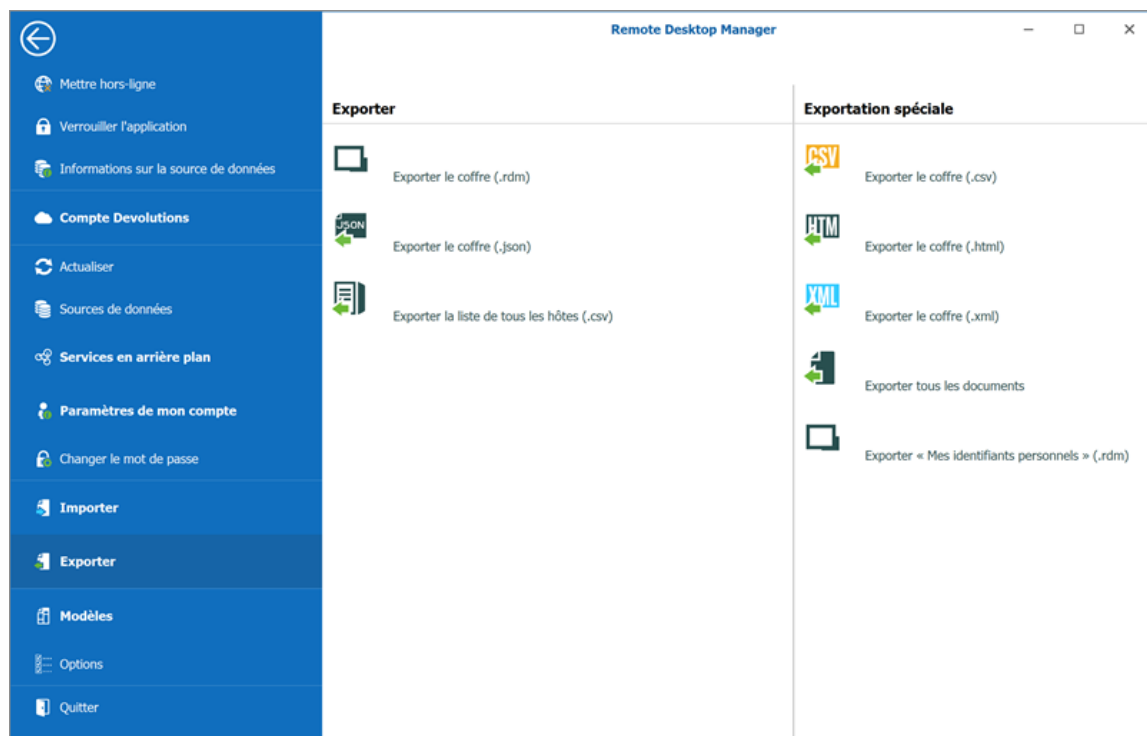 Remote Desktop Manager
Mettre hors-ligne
Verrouiller l'application
Informations sur la source de données
Compte Devolutions
Actualiser
Sources de données
Services en arrière plan
Paramètres de mon compte
Changer le mot de passe
Importer
Exporter
Modèles
Options
Quitter
Exporter
Exporter le coffre (.rdm)
JSON
Exporter le coffre (.json)
Exporter la liste de tous les hôtes (.csv)
Exportation spéciale
CSV
Exporter le coffre (.csv)
HTM
Exporter le coffre (.html)
XML
Exporter le coffre (.xml)
Exporter tous les documents
Exporter « Mes identifiants personnels » (.rdm)